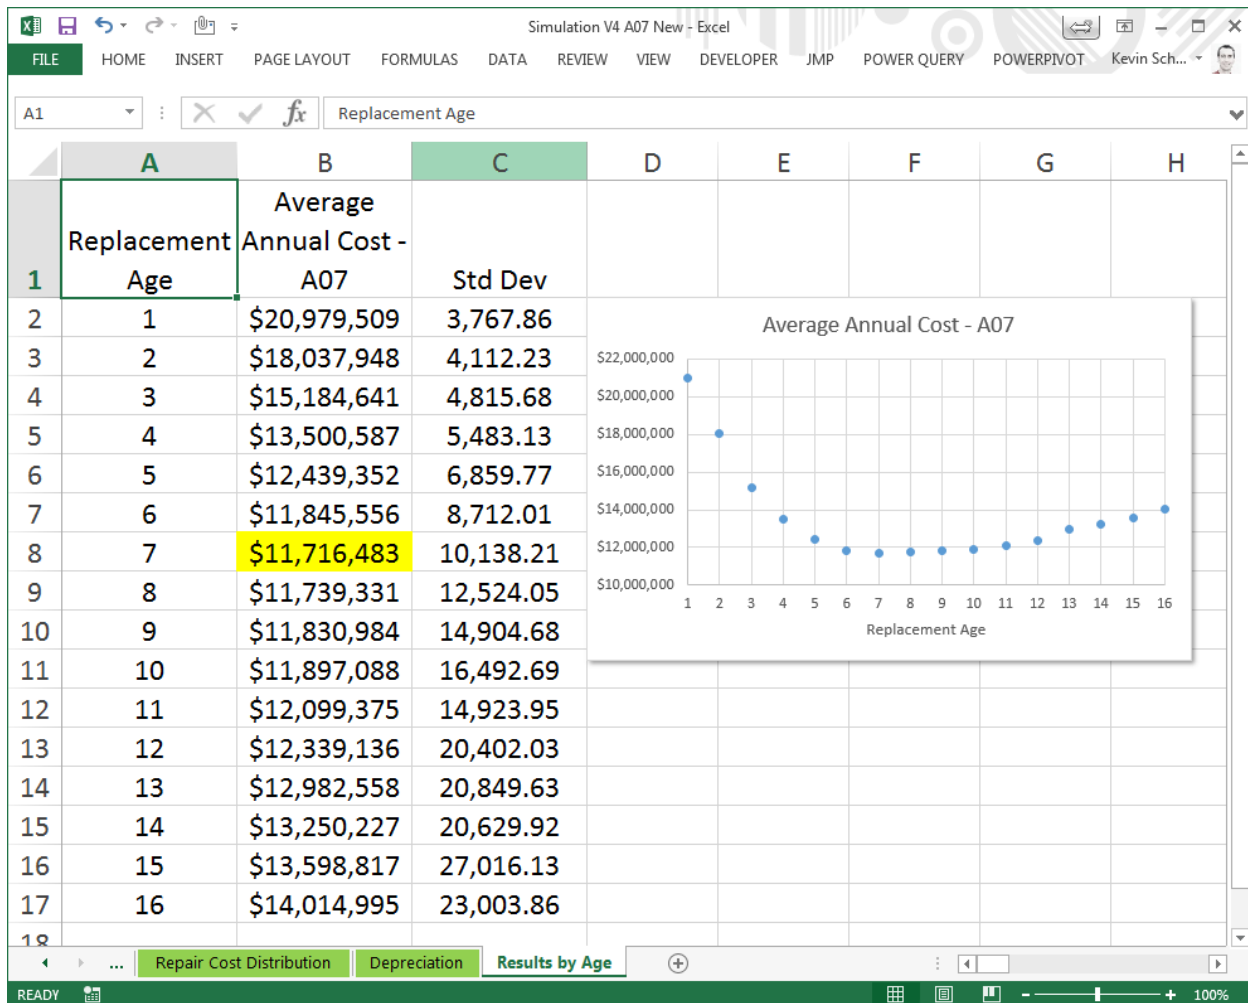 Simulation V4 A07 New - Excel
FILE HOME INSERT PAGE LAYOUT FORMULAS DATA REVIEW VIEW DEVELOPER JMP POWER QUERY POWERPIVOT Kevin Sch...
A1 fx Replacement Age
A B C D E F G H
1 Replacement Age Average Annual Cost - A07 Std Dev
2 1 $20,979,509 3,767.86
3 2 $18,037,948 4,112.23
4 3 $15,184,641 4,815.68
5 4 $13,500,587 5,483.13
6 5 $12,439,352 6,859.77
7 6 $11,845,556 8,712.01
8 7 $11,716,483 10,138.21
9 8 $11,739,331 12,524.05
10 9 $11,830,984 14,904.68
11 10 $11,897,088 16,492.69
12 11 $12,099,375 14,923.95
13 12 $12,339,136 20,402.03
14 13 $12,982,558 20,849.63
15 14 $13,250,227 20,629.92
16 15 $13,598,817 27,016.13
17 16 $14,014,995 23,003.86
18
Average Annual Cost - A07
$22,000,000
$20,000,000
$18,000,000
$16,000,000
$14,000,000
$12,000,000
$10,000,000
1 2 3 4 5 6 7 8 9 10 11 12 13 14 15 16
Replacement Age
... Repair Cost Distribution Depreciation Results by Age
READY 100%